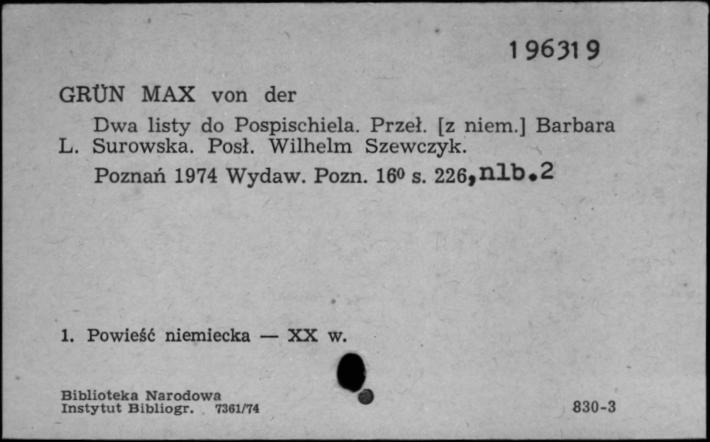 196319
GRÜN MAX von der
Dwa listy do Pospischiela. Przeł. [z niem.] Barbara
L. Surowska. Posł. Wilhelm Szewczyk.
Poznań 1974 Wydaw. Pozn. 16⁰ s. 226,nlb.2
1. Powieść niemiecka — XX w.
Biblioteka Narodowa
Instytut Bibliogr. 7361/74
830-3